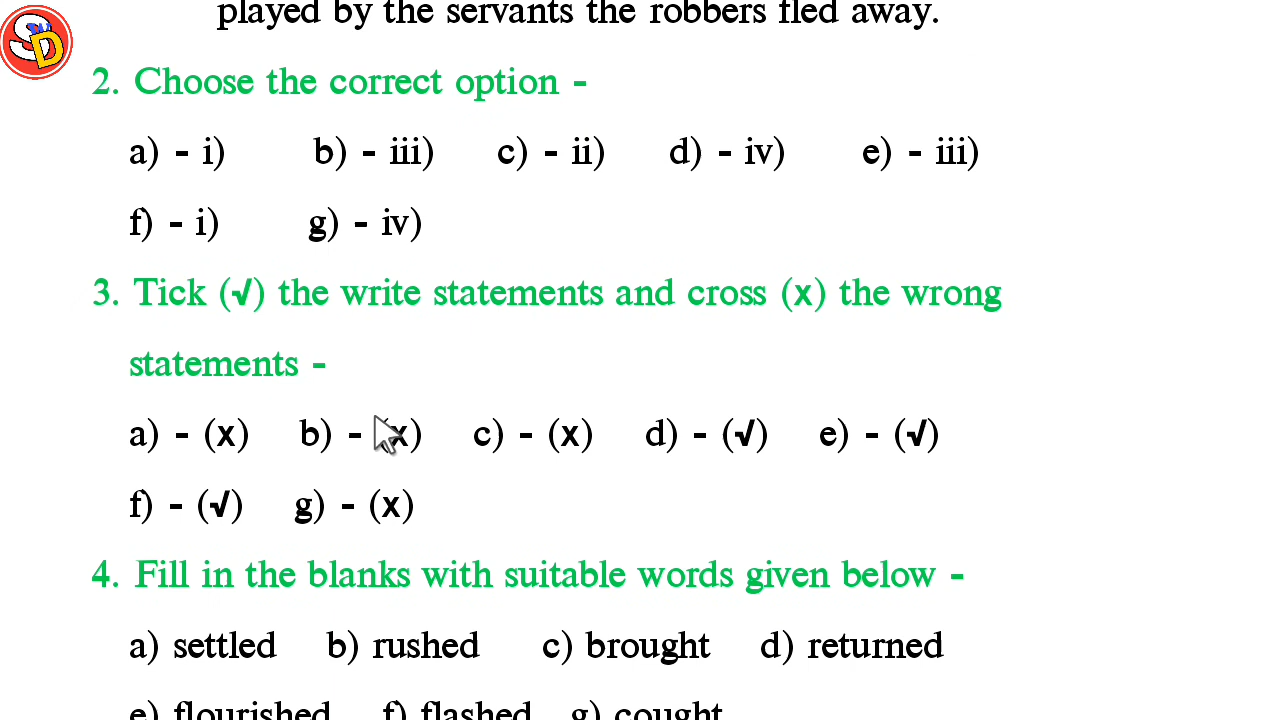 played by the servants the robbers fled away.
SD
2. Choose the correct option -
a) - i) b) - iii) c) - ii) d) - iv) e) - iii)
f) - i) g) - iv)
3. Tick (√) the write statements and cross (x) the wrong
statements -
a) - (x) b) - (x) c) - (x) d) - (√) e) - (√)
f) - (√) g) - (x)
4. Fill in the blanks with suitable words given below -
a) settled b) rushed c) brought d) returned
e) flourished f) flashed g) cought